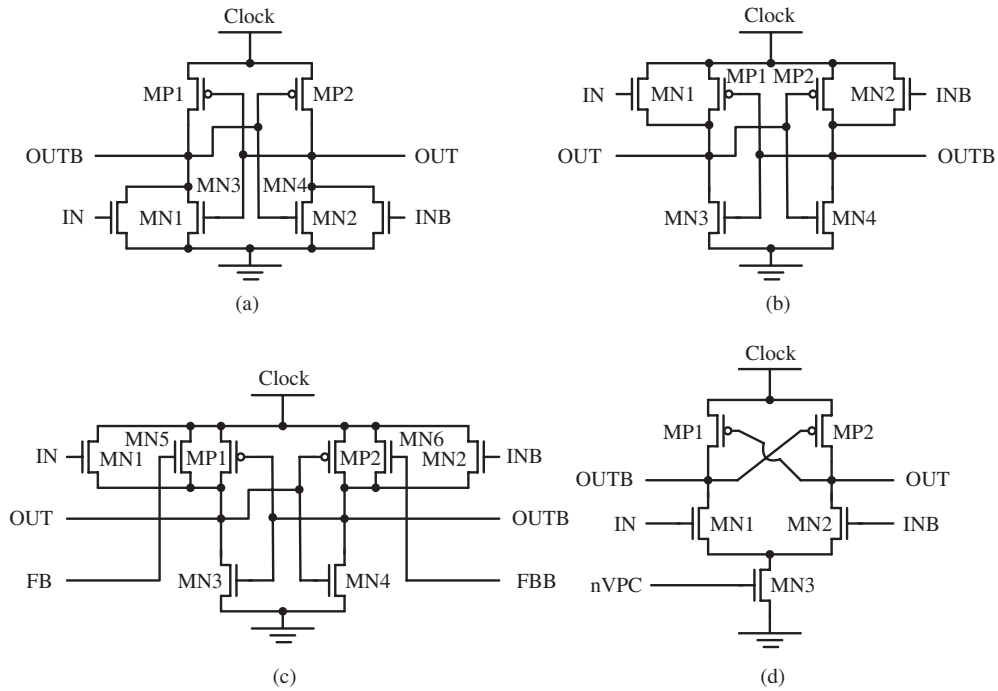 Clock
MP1 MP2
OUTB OUT
MN3 MN4
IN MN1 MN2 INB
(a)
Clock
MP1 MP2
IN MN1 MN2 INB
OUT OUTB
MN3 MN4
(b)
Clock
MN5 MN6
IN MN1 MP1 MP2 MN2 INB
OUT OUTB
FB MN3 MN4 FBB
(c)
Clock
MP1 MP2
OUTB OUT
IN MN1 MN2 INB
nVPC MN3
(d)